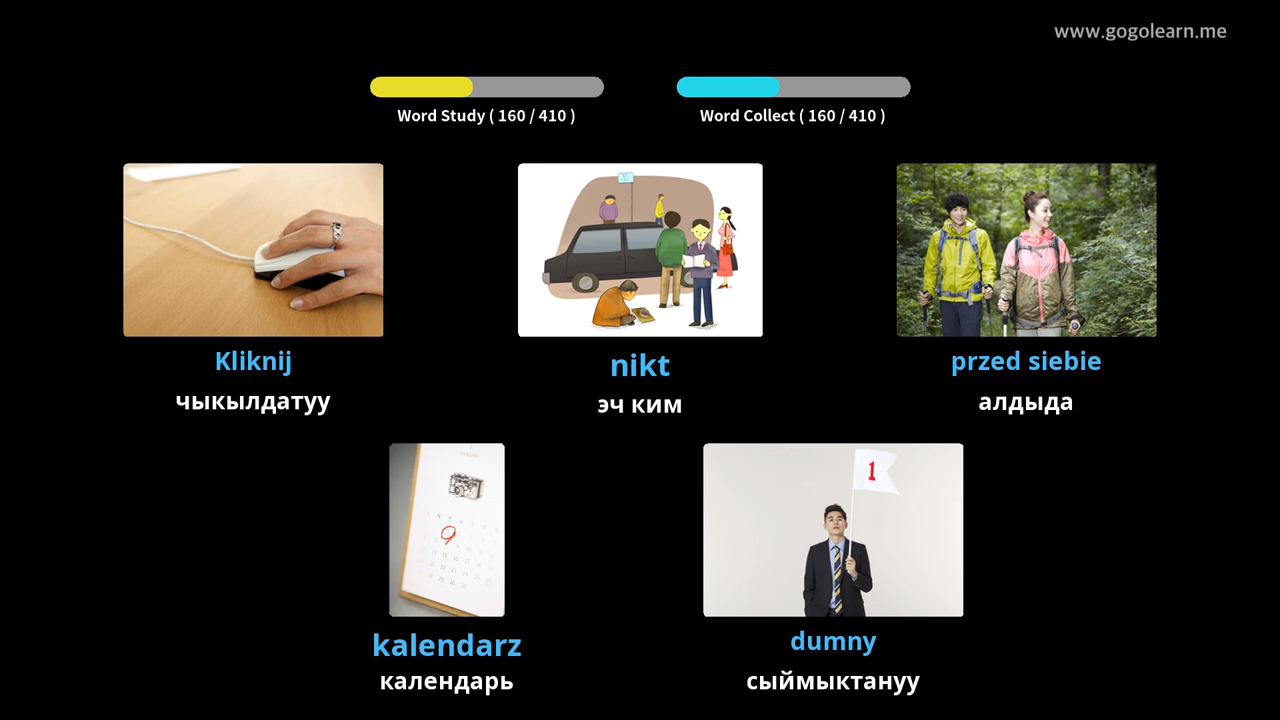 www.gogolearn.me
Word Study ( 160 / 410 )
Word Collect ( 160 / 410 )
Kliknij
чыкылдатуу
nikt
эч ким
przed siebie
алдыда
kalendarz
календарь
1
dumny
сыймыктануу